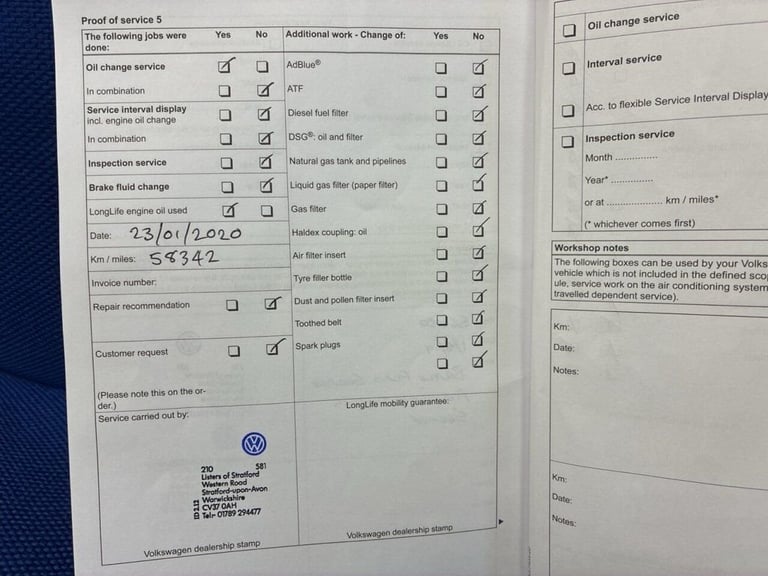 Proof of service 5
The following jobs were done: Yes No
Oil change service
In combination
Service interval display
incl. engine oil change
In combination
Inspection service
Brake fluid change
LongLife engine oil used
Date: 23/01/2020
Km / miles: 58342
Invoice number:
Repair recommendation
Customer request
(Please note this on the or-
der.)
Service carried out by:
210 581
Listers of Stratford
Western Road
Stratford-upon-Avon
Warwickshire
CV37 0AH
Tel:- 01789 294477
Volkswagen dealership stamp
Additional work - Change of: Yes No
AdBlue®
ATF
Diesel fuel filter
DSG®: oil and filter
Natural gas tank and pipelines
Liquid gas filter (paper filter)
Gas filter
Haldex coupling: oil
Air filter insert
Tyre filler bottle
Dust and pollen filter insert
Toothed belt
Spark plugs
LongLife mobility guarantee:
Volkswagen dealership stamp
Oil change service
Interval service
Acc. to flexible Service Interval Display
Inspection service
Month ..............
Year* ..............
or at .................. km / miles*
(* whichever comes first)
Workshop notes
The following boxes can be used by your Volks
vehicle which is not included in the defined sco
ule, service work on the air conditioning system
travelled dependent service).
Km:
Date:
Notes:
Km:
Date:
Notes: